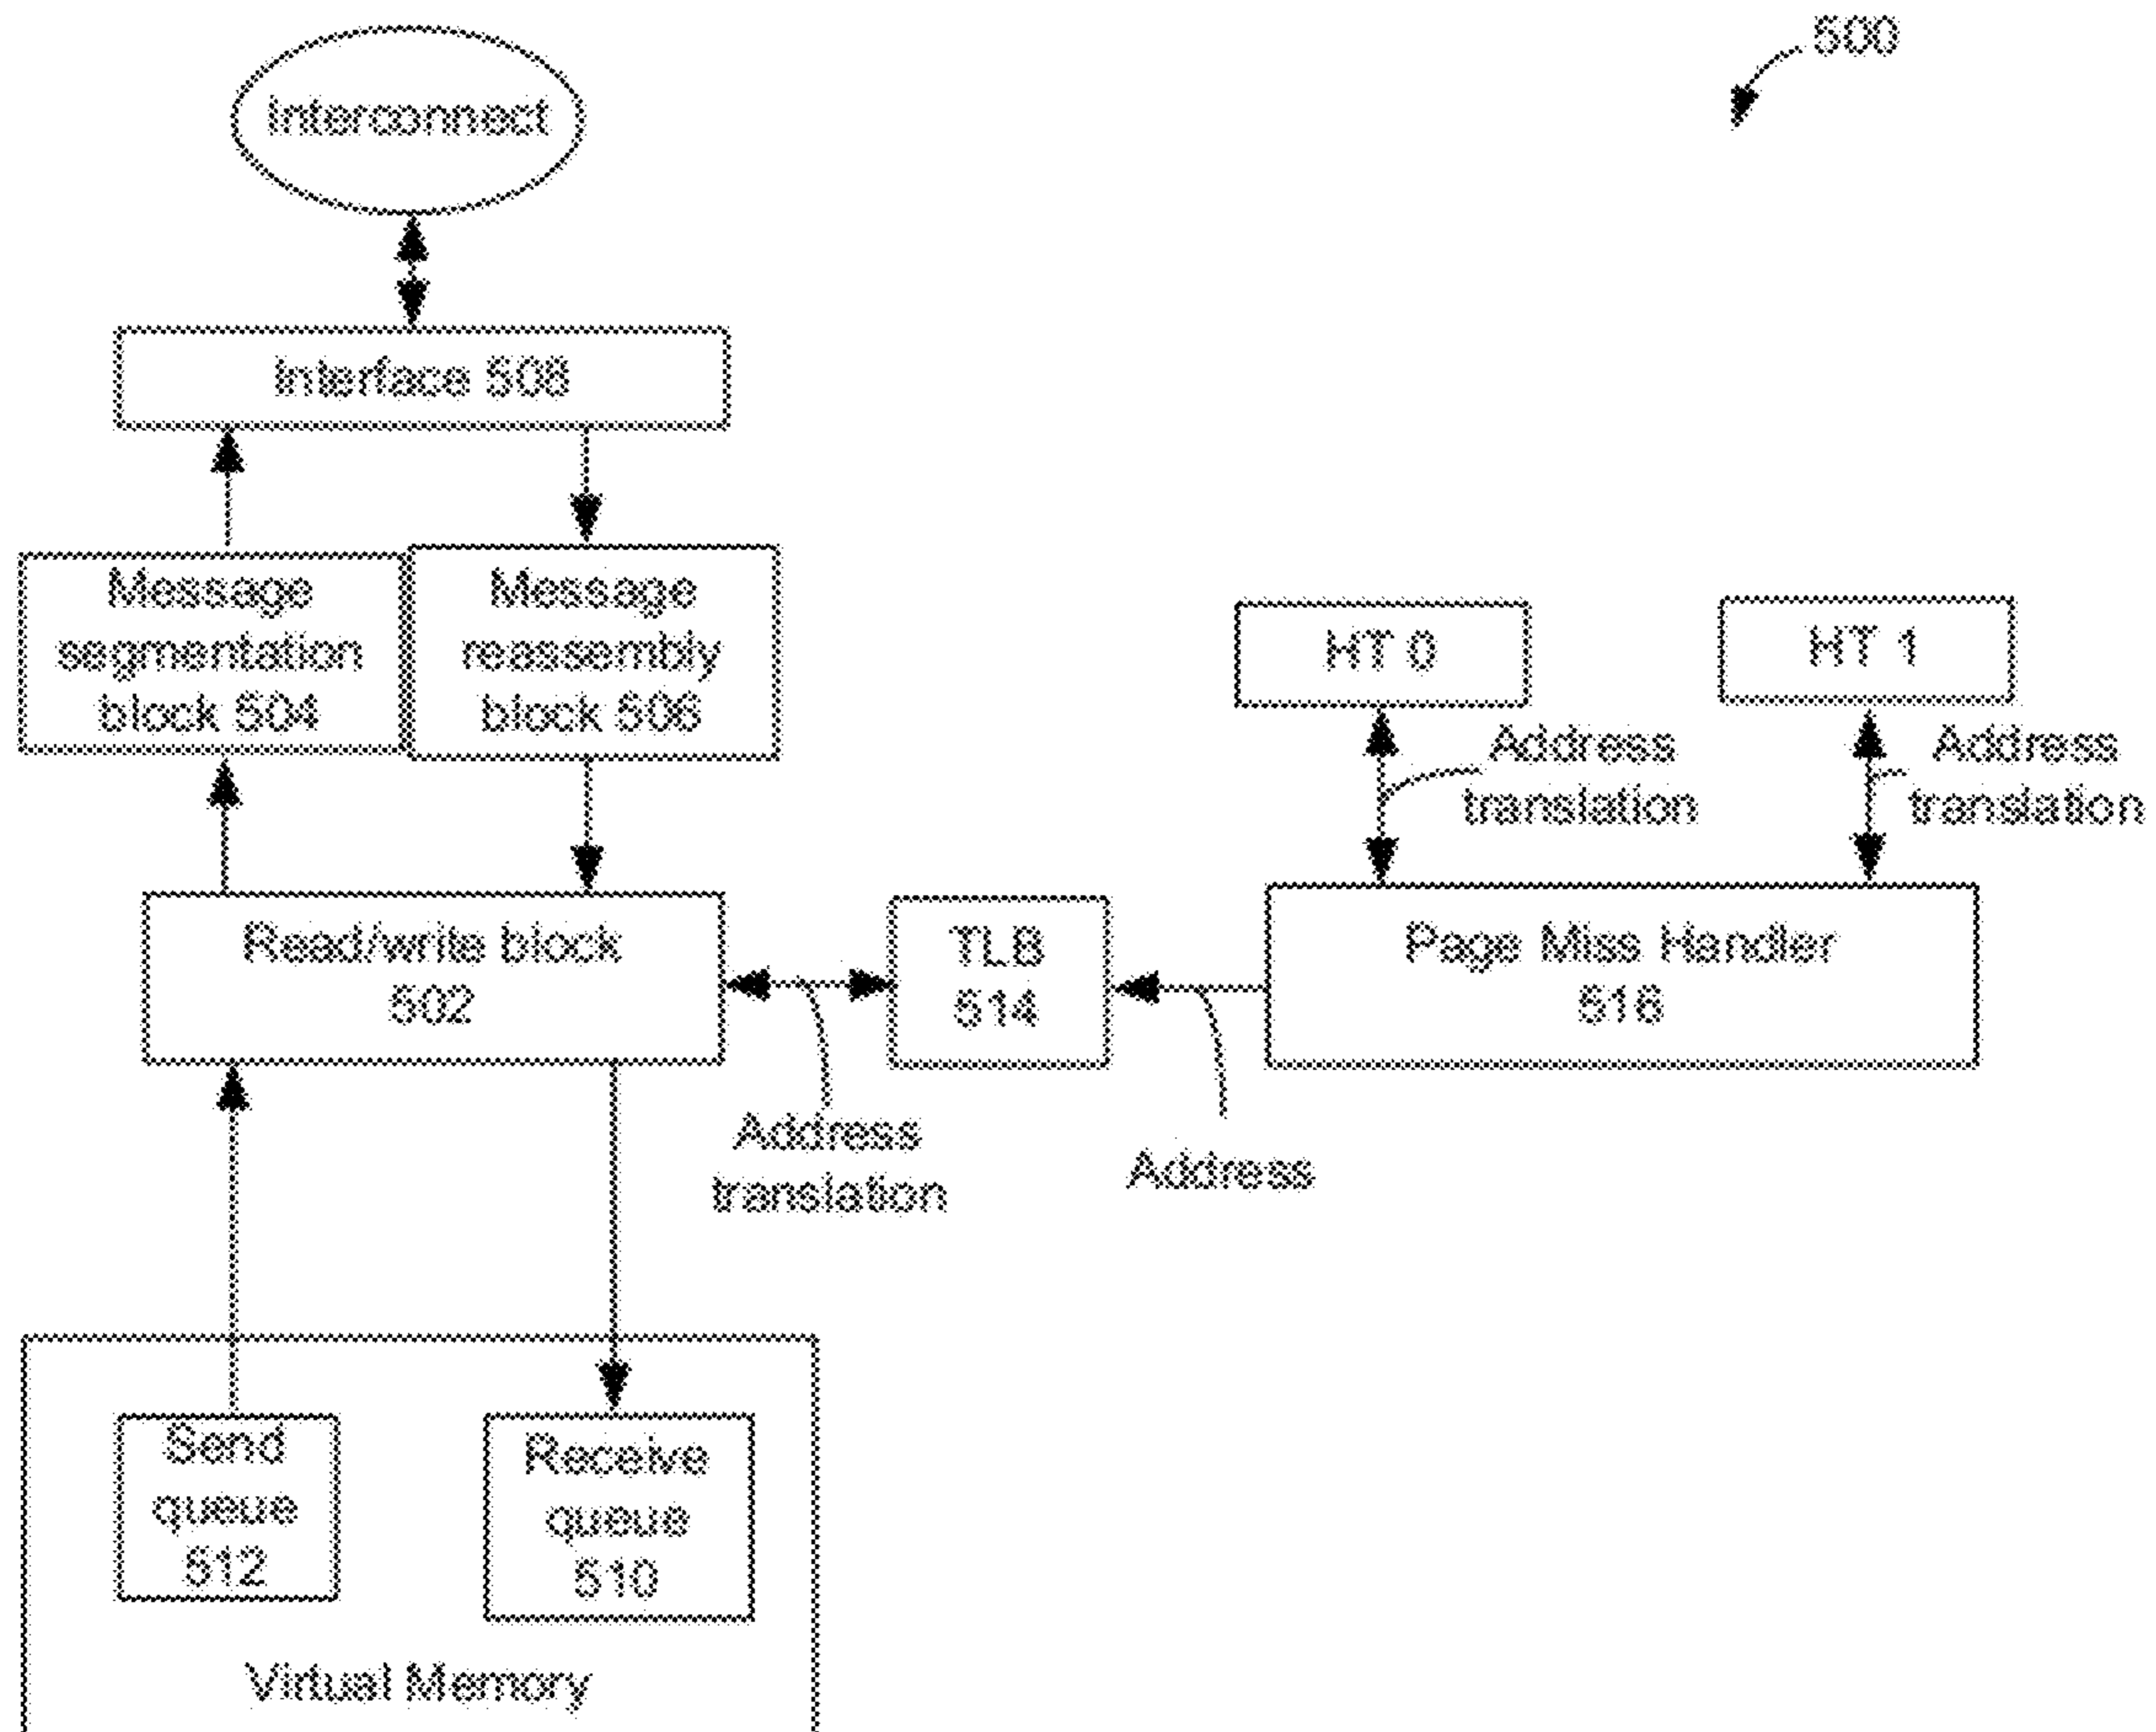 500
Interconnect
Interface 508
Message
segmentation
block 504
Message
reassembly
block 506
HT 0
HT 1
Address
translation
Address
translation
Read/write block
502
TLB
514
Page Miss Handler
516
Address
translation
Address
Send
queue
512
Receive
queue
510
Virtual Memory